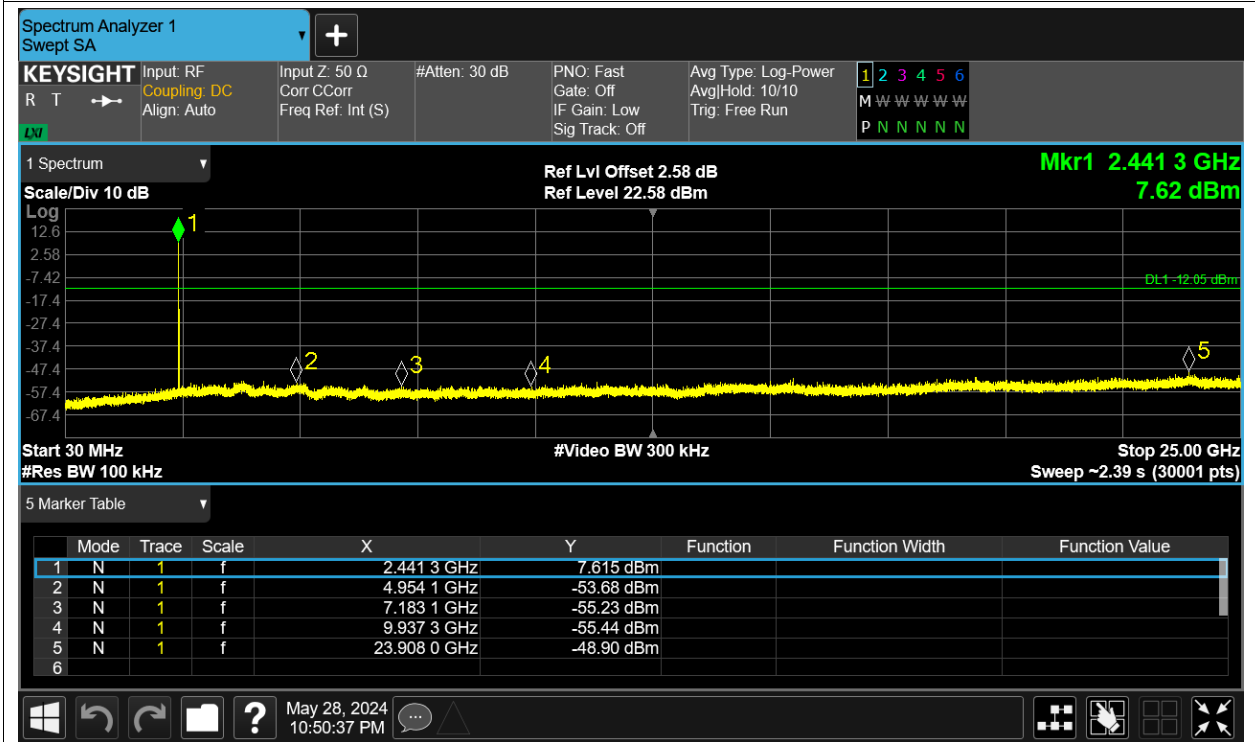 Spectrum Analyzer 1
Swept SA
KEYSIGHT
R T
LXI
Input: RF
Coupling: DC
Align: Auto
Input Z: 50 Ω
Corr CCorr
Freq Ref: Int (S)
#Atten: 30 dB
PNO: Fast
Gate: Off
IF Gain: Low
Sig Track: Off
Avg Type: Log-Power
Avg|Hold: 10/10
Trig: Free Run
1 2 3 4 5 6
M W W W W W
P N N N N N
1 Spectrum
Scale/Div 10 dB
Ref Lvl Offset 2.58 dB
Ref Level 22.58 dBm
Mkr1 2.441 3 GHz
7.62 dBm
Log
12.6
2.58
-7.42
-17.4
-27.4
-37.4
-47.4
-57.4
-67.4
1
2
3
4
5
DL1 -12.05 dBm
Start 30 MHz
#Res BW 100 kHz
#Video BW 300 kHz
Stop 25.00 GHz
Sweep ~2.39 s (30001 pts)
5 Marker Table
Mode Trace Scale X Y Function Function Width Function Value
1 N 1 f 2.441 3 GHz 7.615 dBm
2 N 1 f 4.954 1 GHz -53.68 dBm
3 N 1 f 7.183 1 GHz -55.23 dBm
4 N 1 f 9.937 3 GHz -55.44 dBm
5 N 1 f 23.908 0 GHz -48.90 dBm
6
?
May 28, 2024
10:50:37 PM